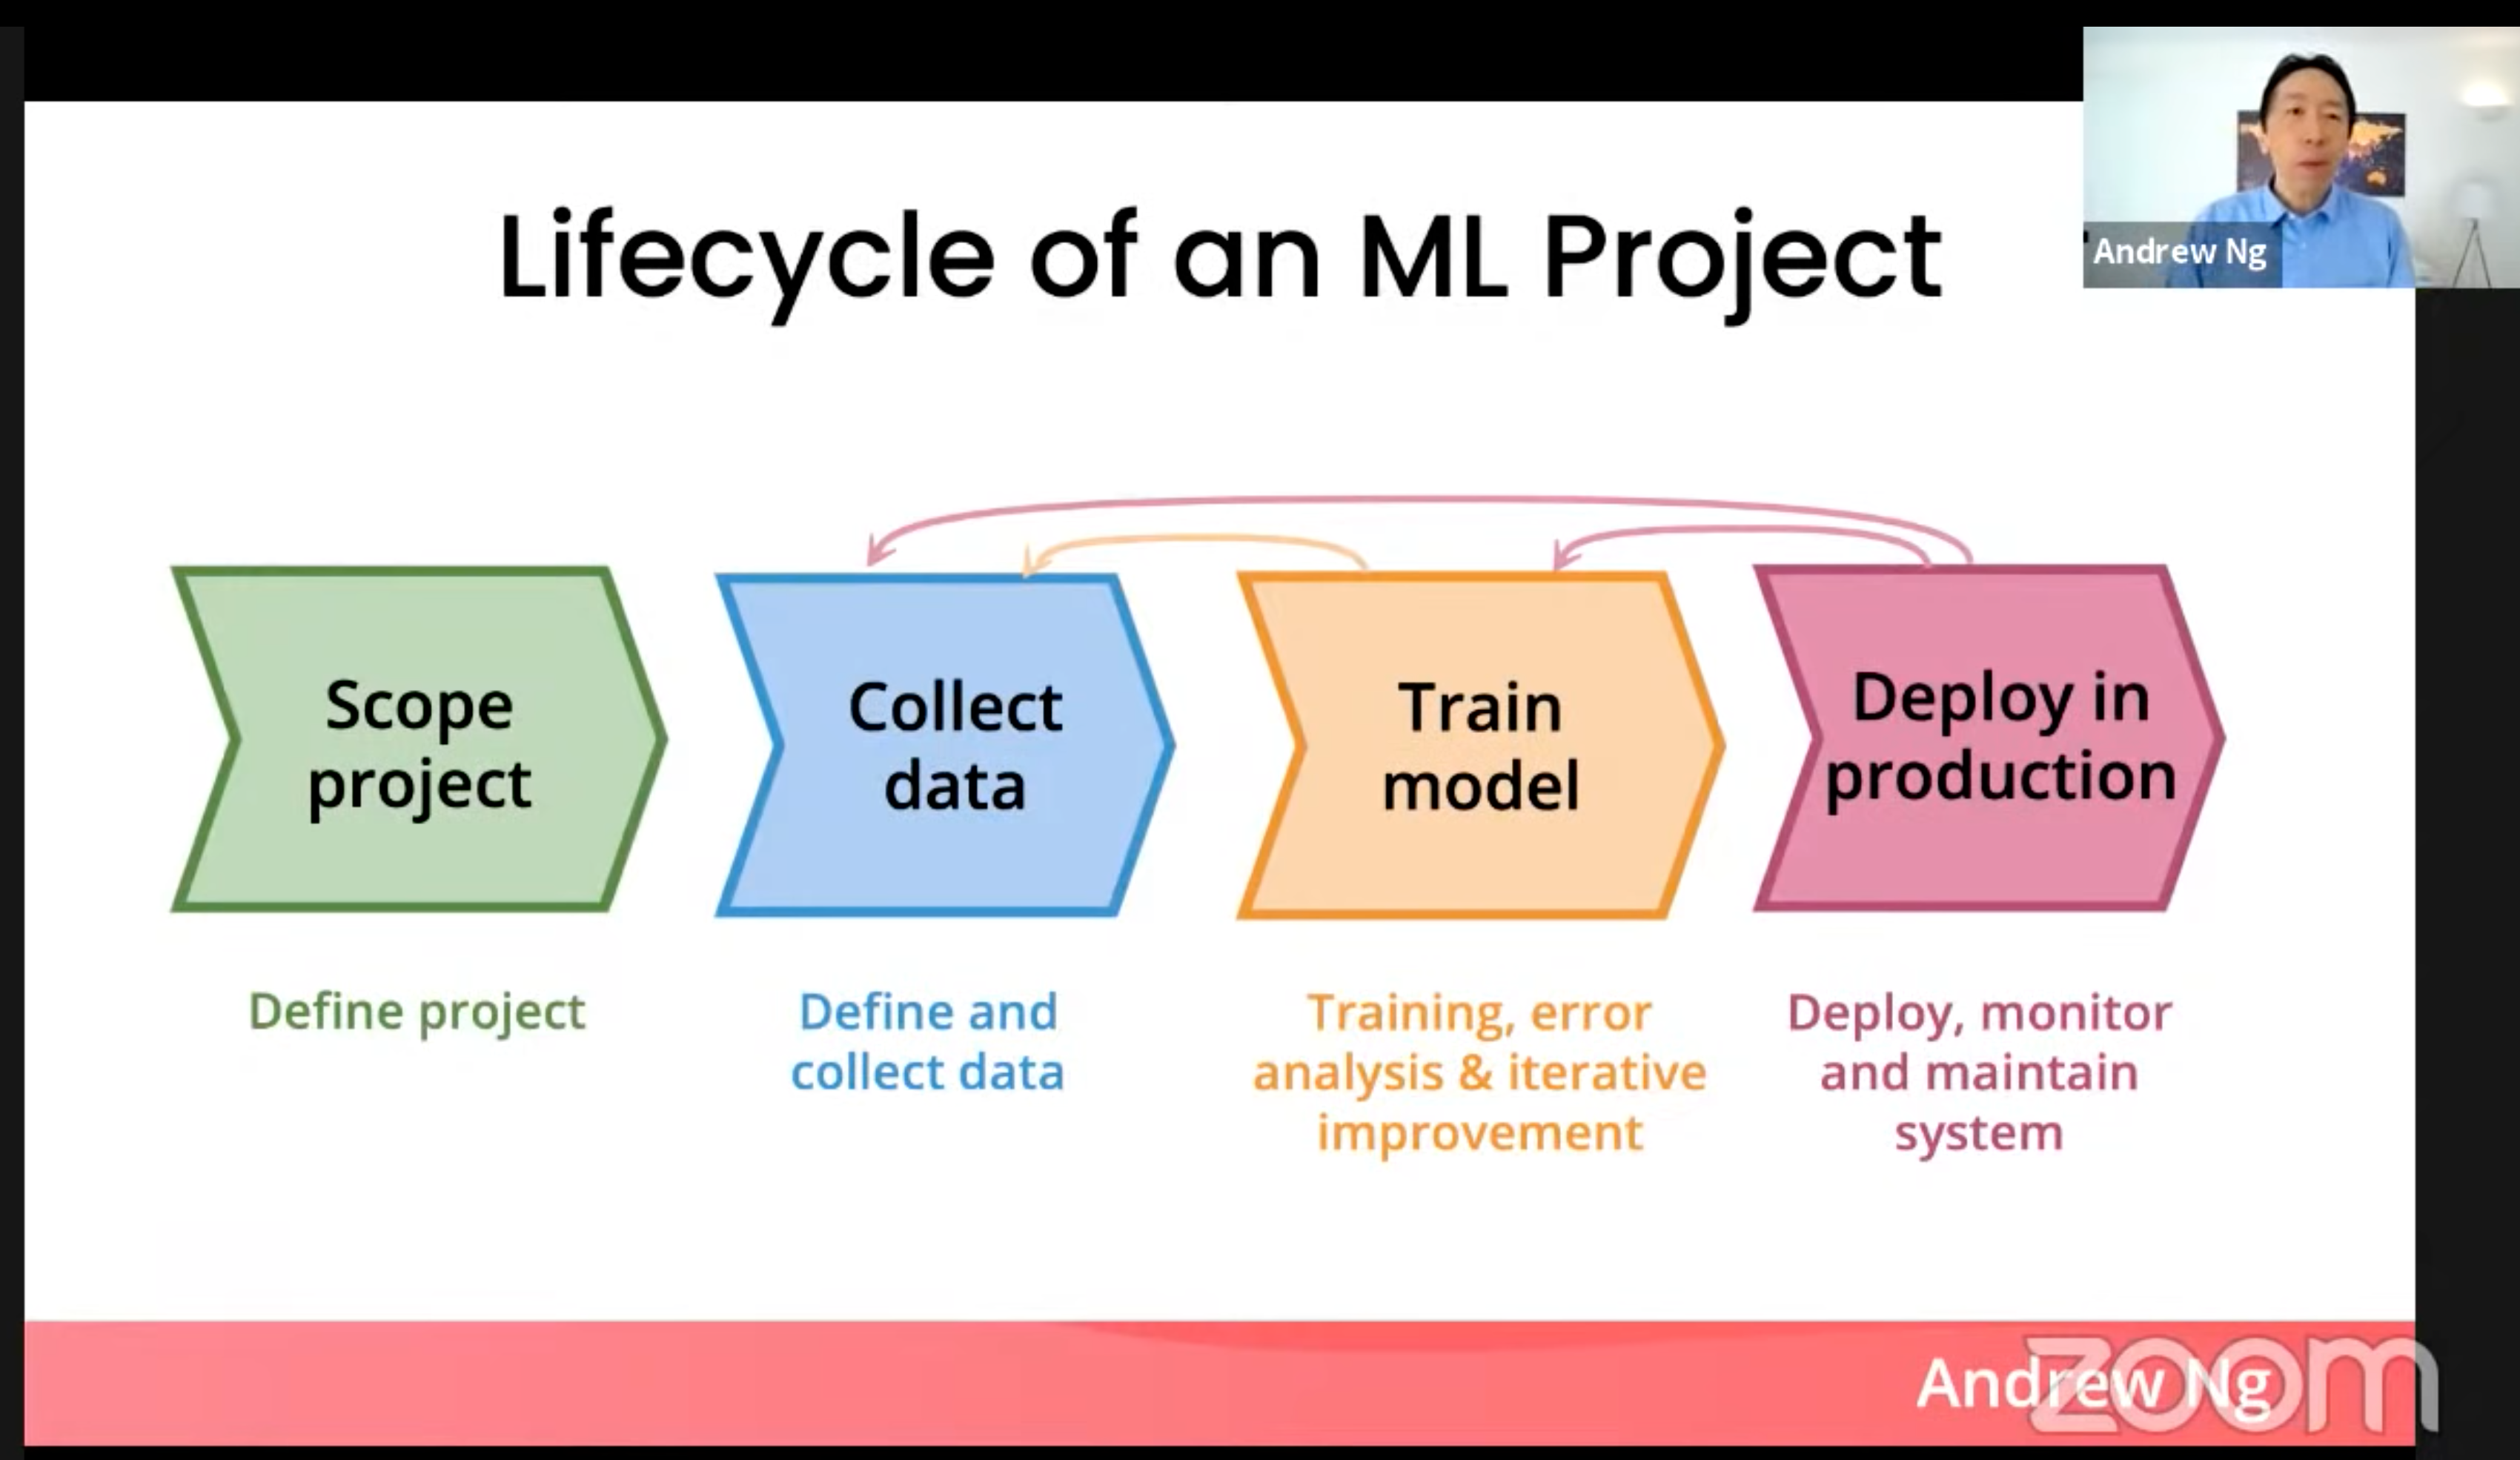 Lifecycle of an ML Project
Andrew Ng
Scope
project
Collect
data
Train
model
Deploy in
production
Define project
Define and
collect data
Training, error
analysis & iterative
improvement
Deploy, monitor
and maintain
system
Andrew Ng
zoom